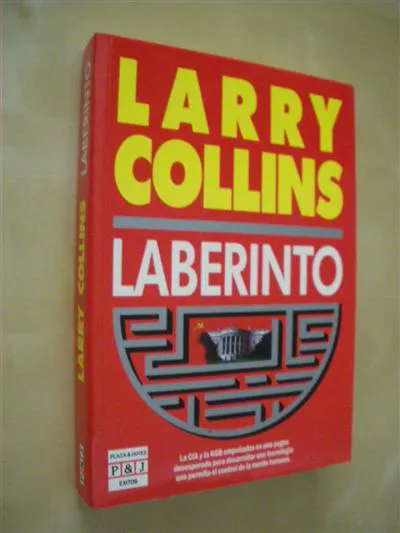 LARRY
COLLINS
LABERINTO
La CIA y la KGB empeñadas en una pugna
desesperada para desarrollar una tecnología
que permita el control de la mente humana.
PLAZA & JANES
P&J
EXITOS
LARRY COLLINS LABERINTO